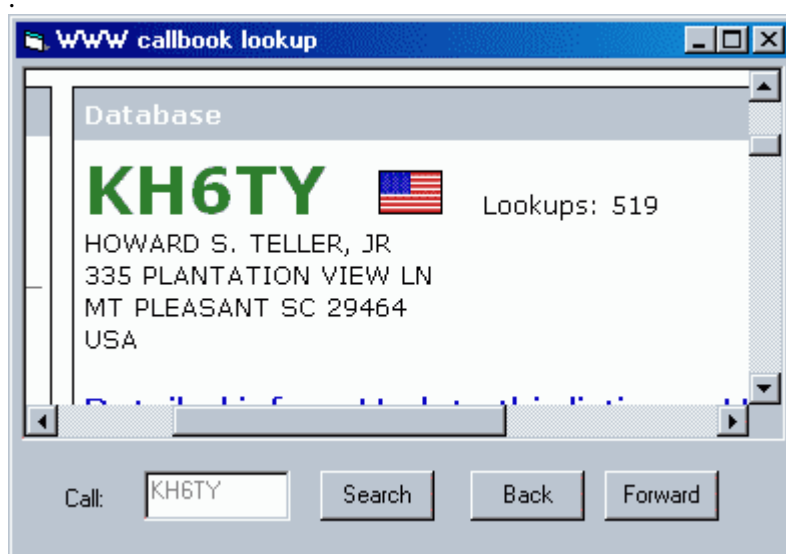 .
WWW callbook lookup
Database
KH6TY Lookups: 519
HOWARD S. TELLER, JR
335 PLANTATION VIEW LN
MT PLEASANT SC 29464
USA
Call: KH6TY Search Back Forward